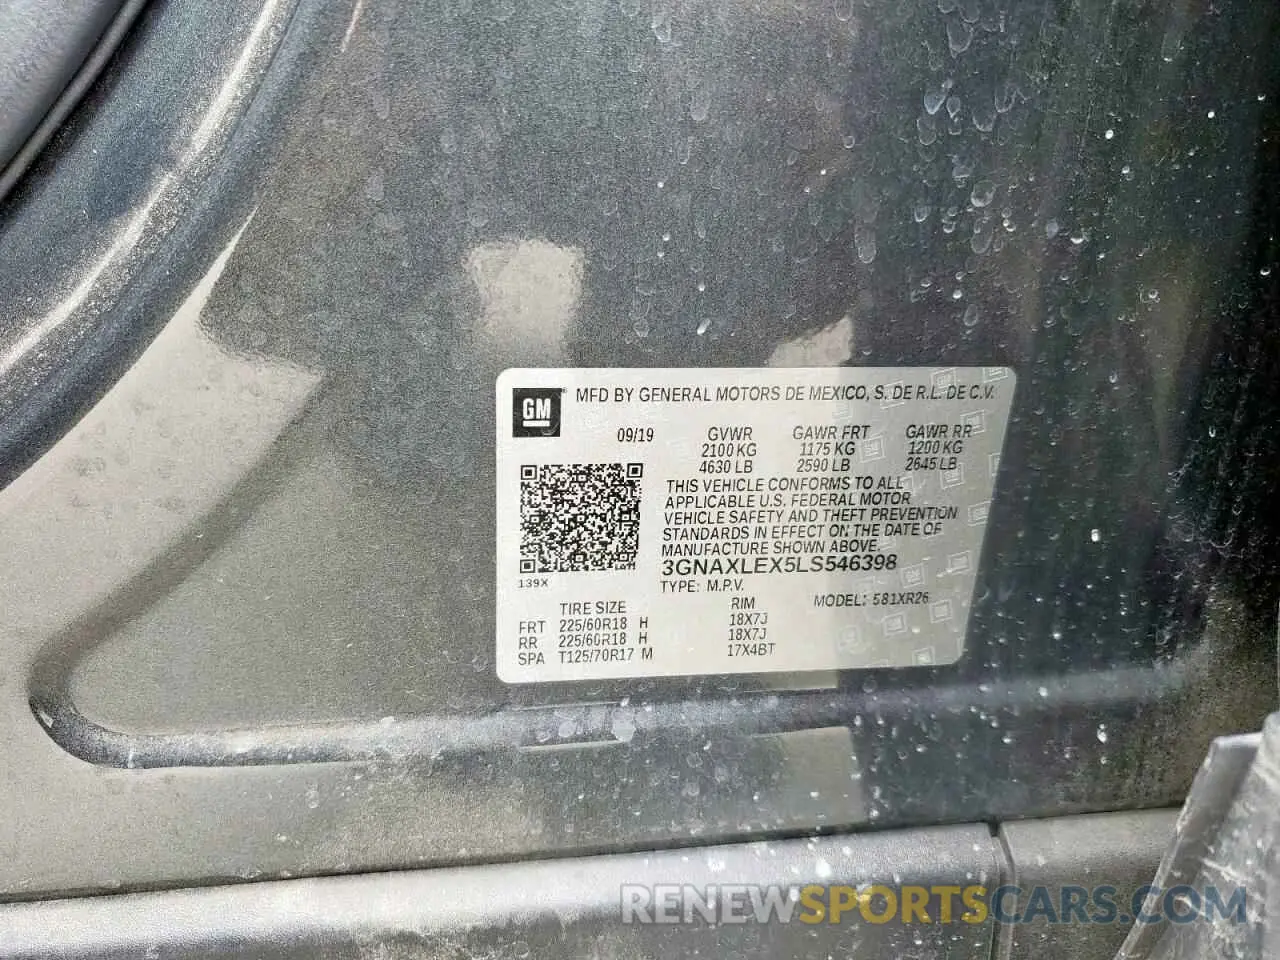 GM® MFD BY GENERAL MOTORS DE MEXICO, S. DE R.L. DE C.V.
09/19 GVWR GAWR FRT GAWR RR
2100 KG 1175 KG 1200 KG
4630 LB 2590 LB 2645 LB
THIS VEHICLE CONFORMS TO ALL
APPLICABLE U.S. FEDERAL MOTOR
VEHICLE SAFETY AND THEFT PREVENTION
STANDARDS IN EFFECT ON THE DATE OF
MANUFACTURE SHOWN ABOVE.
3GNAXLEX5LS546398
139X TYPE: M.P.V.
TIRE SIZE RIM MODEL: 581XR26
FRT 225/60R18 H 18X7J
RR 225/60R18 H 18X7J
SPA T125/70R17 M 17X4BT
RENEWSPORTSCARS.COM